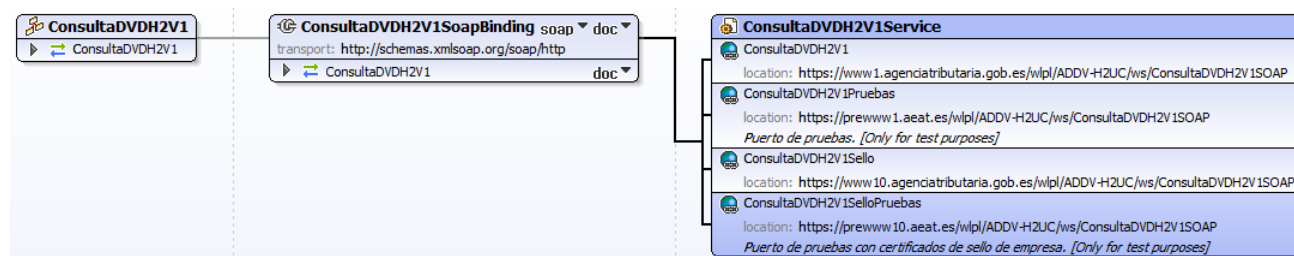 ConsultaDVDH2V1
ConsultaDVDH2V1
ConsultaDVDH2V1SoapBinding soap doc
transport: http://schemas.xmlsoap.org/soap/http
ConsultaDVDH2V1 doc
ConsultaDVDH2V1Service
ConsultaDVDH2V1
location: https://www1.agenciatributaria.gob.es/wlpl/ADDV-H2UC/ws/ConsultaDVDH2V1SOAP
ConsultaDVDH2V1Pruebas
location: https://prewww1.aeat.es/wlpl/ADDV-H2UC/ws/ConsultaDVDH2V1SOAP
Puerto de pruebas. [Only for test purposes]
ConsultaDVDH2V1Sello
location: https://www10.agenciatributaria.gob.es/wlpl/ADDV-H2UC/ws/ConsultaDVDH2V1SOAP
ConsultaDVDH2V1SelloPruebas
location: https://prewww10.aeat.es/wlpl/ADDV-H2UC/ws/ConsultaDVDH2V1SOAP
Puerto de pruebas con certificados de sello de empresa. [Only for test purposes]